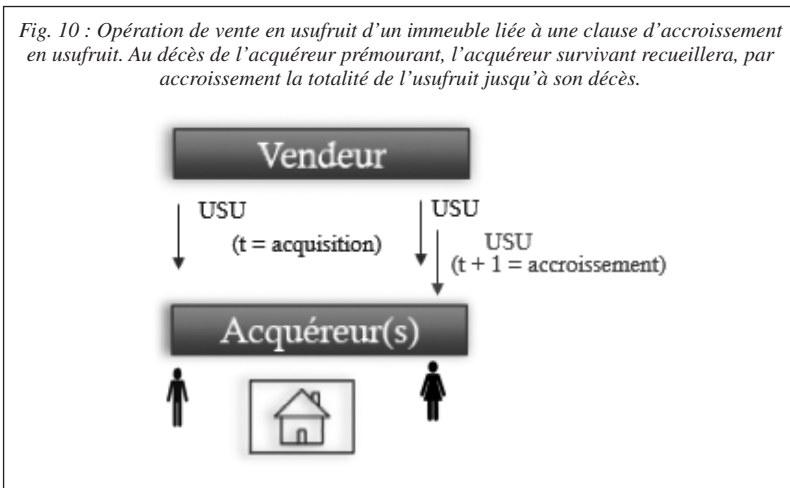 Fig. 10 : Opération de vente en usufruit d’un immeuble liée à une clause d’accroissement
en usufruit. Au décès de l’acquéreur prémourant, l’acquéreur survivant recueillera, par
accroissement la totalité de l’usufruit jusqu’à son décès.
Vendeur
USU
USU
(t = acquisition)
USU
(t + 1 = accroissement)
Acquéreur(s)